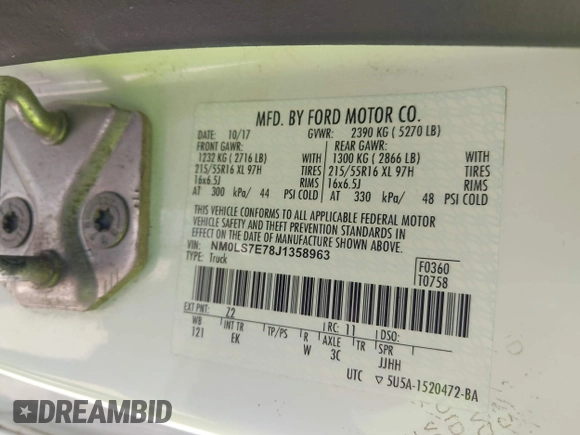 MFD. BY FORD MOTOR CO.
DATE: 10/17 GVWR: 2390 KG ( 5270 LB)
FRONT GAWR: REAR GAWR:
1232 KG ( 2716 LB) WITH 1300 KG ( 2866 LB) WITH
215/55R16 XL 97H TIRES 215/55R16 XL 97H TIRES
16x6.5J RIMS 16x6.5J RIMS
AT 300 kPa/ 44 PSI COLD AT 330 kPa/ 48 PSI COLD
THIS VEHICLE CONFORMS TO ALL APPLICABLE FEDERAL MOTOR
VEHICLE SAFETY AND THEFT PREVENTION STANDARDS IN
EFFECT ON THE DATE OF MANUFACTURE SHOWN ABOVE.
VIN: NM0LS7E78J1358963
TYPE: Truck
F0360
T0758
EXT PNT: Z2 RC: 11 DSO:
WB INT TR TP/PS R AXLE TR SPR
121 EK W 3C JJHH
UTC 5U5A-1520472-BA
DREAMBID